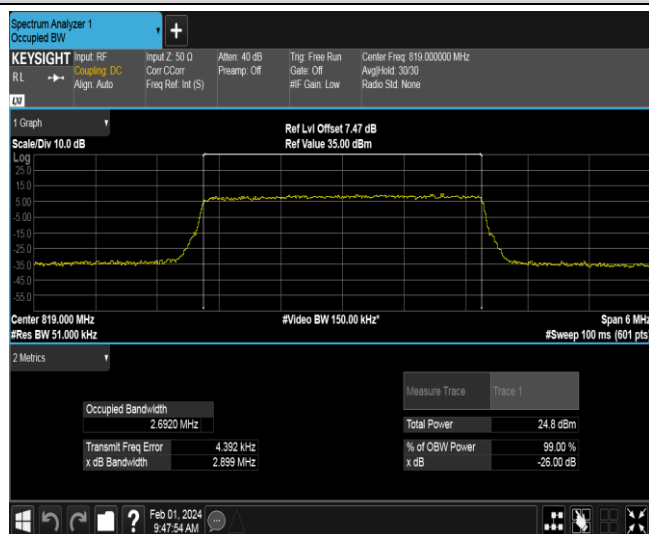 Spectrum Analyzer 1
Occupied BW
KEYSIGHT Input: RF Input Z: 50 Ω Atten: 40 dB Trig: Free Run Center Freq: 819.000000 MHz
RL Coupling: DC Corr CCorr Preamp: Off Gate: Off Avg|Hold: 30/30
Align: Auto Freq Ref: Int (S) #IF Gain: Low Radio Std: None
LXI
1 Graph Ref Lvl Offset 7.47 dB
Scale/Div 10.0 dB Ref Value 35.00 dBm
Log
25.0
15.0
5.00
-5.00
-15.0
-25.0
-35.0
-45.0
-55.0
Center 819.000 MHz #Video BW 150.00 kHz* Span 6 MHz
#Res BW 51.000 kHz #Sweep 100 ms (601 pts)
2 Metrics
Measure Trace Trace 1
Occupied Bandwidth
2.6920 MHz Total Power 24.8 dBm
Transmit Freq Error 4.392 kHz % of OBW Power 99.00 %
x dB Bandwidth 2.899 MHz x dB -26.00 dB
? Feb 01, 2024
9:47:54 AM